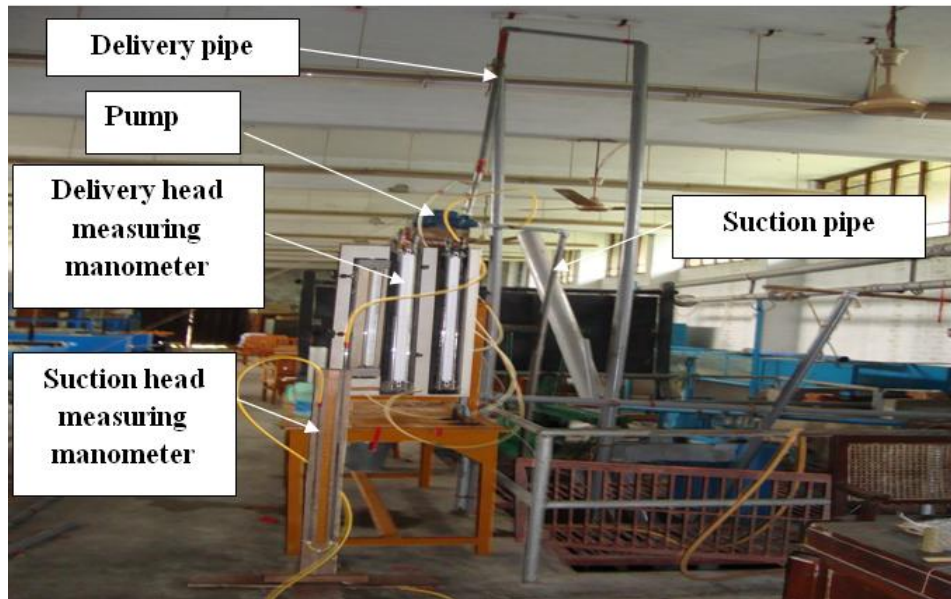 Delivery pipe
Pump
Delivery head
measuring
manometer
Suction pipe
Suction head
measuring
manometer